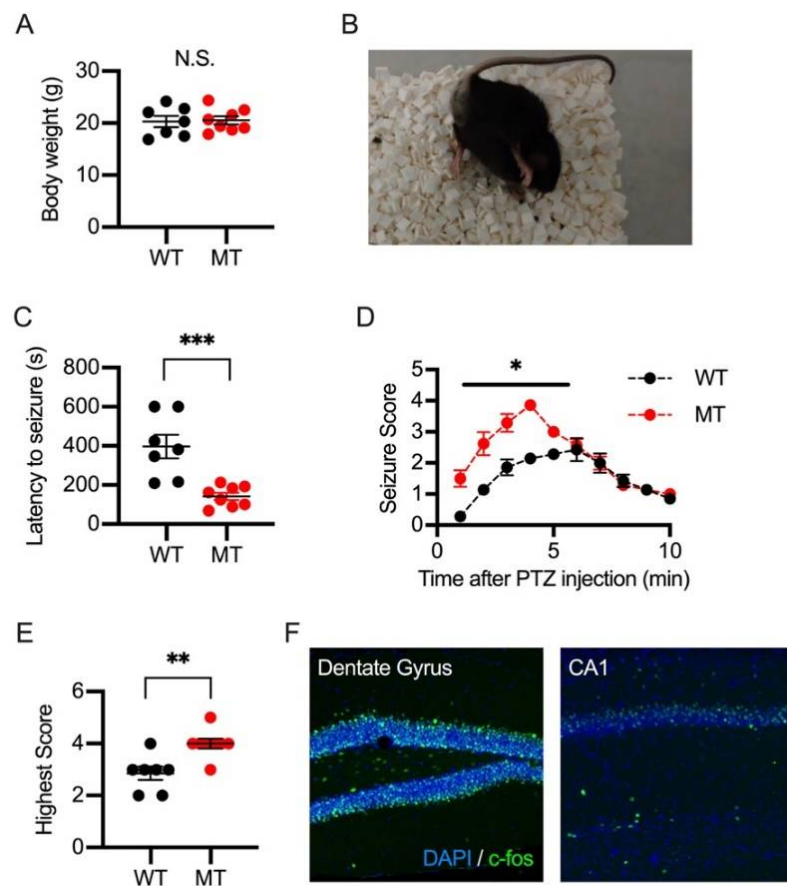 A
N.S.
Body weight (g)
30
20
10
0
WT MT
B
C
***
Latency to seizure (s)
800
600
400
200
0
WT MT
D
*
Seizure Score
5
4
3
2
1
0
0 5 10
Time after PTZ injection (min)
WT
MT
E
**
Highest Score
6
4
2
0
WT MT
F
Dentate Gyrus
DAPI / c-fos
CA1